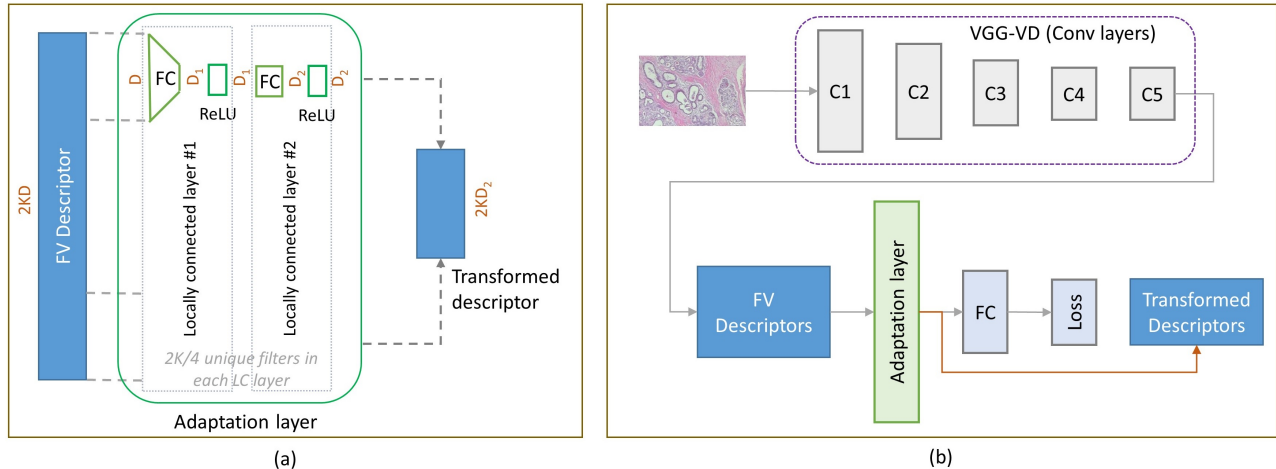 2KD
FV Descriptor
D
FC
D₁
ReLU
D₁
FC
D₂
ReLU
D₂
Locally connected layer #1
Locally connected layer #2
2K/4 unique filters in
each LC layer
Adaptation layer
2KD₂
Transformed
descriptor
(a)
VGG-VD (Conv layers)
C1
C2
C3
C4
C5
FV
Descriptors
Adaptation layer
FC
Loss
Transformed
Descriptors
(b)